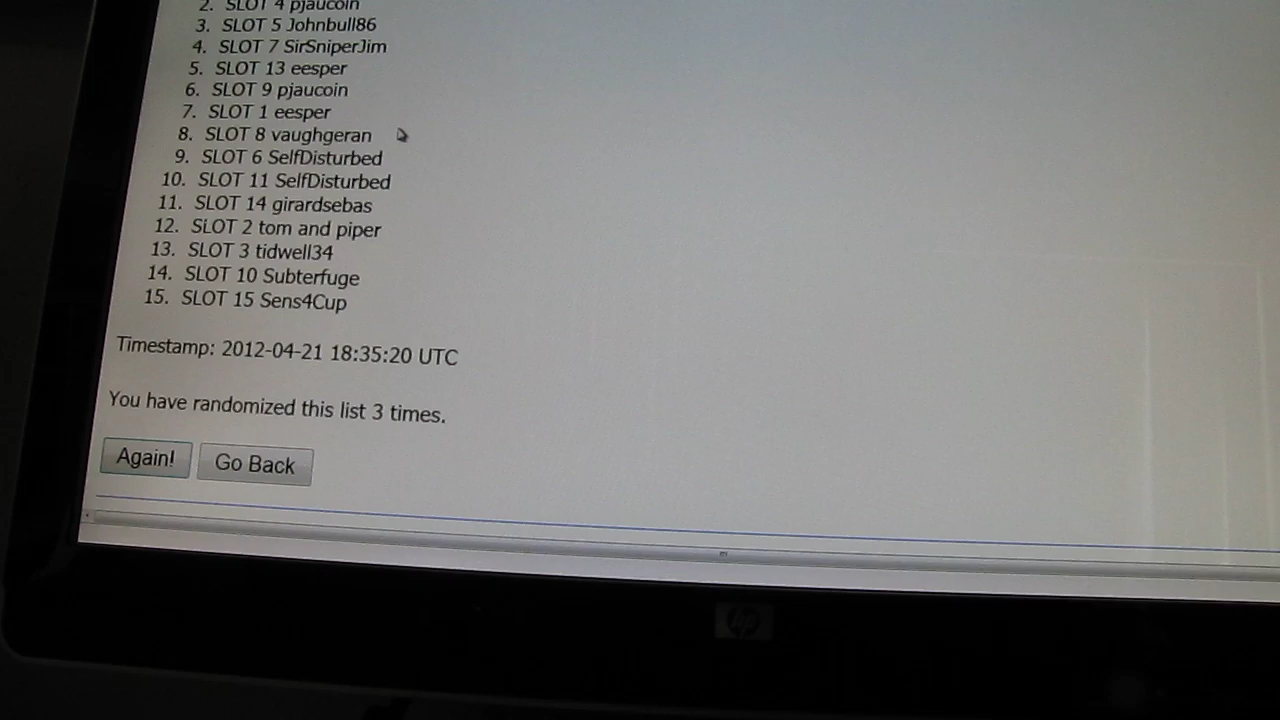 2. SLOT 4 pjaucoin
3. SLOT 5 Johnbull86
4. SLOT 7 SirSniperJim
5. SLOT 13 eesper
6. SLOT 9 pjaucoin
7. SLOT 1 eesper
8. SLOT 8 vaughgeran
9. SLOT 6 SelfDisturbed
10. SLOT 11 SelfDisturbed
11. SLOT 14 girardsebas
12. SLOT 2 tom and piper
13. SLOT 3 tidwell34
14. SLOT 10 Subterfuge
15. SLOT 15 Sens4Cup
Timestamp: 2012-04-21 18:35:20 UTC
You have randomized this list 3 times.
Again! Go Back
hp